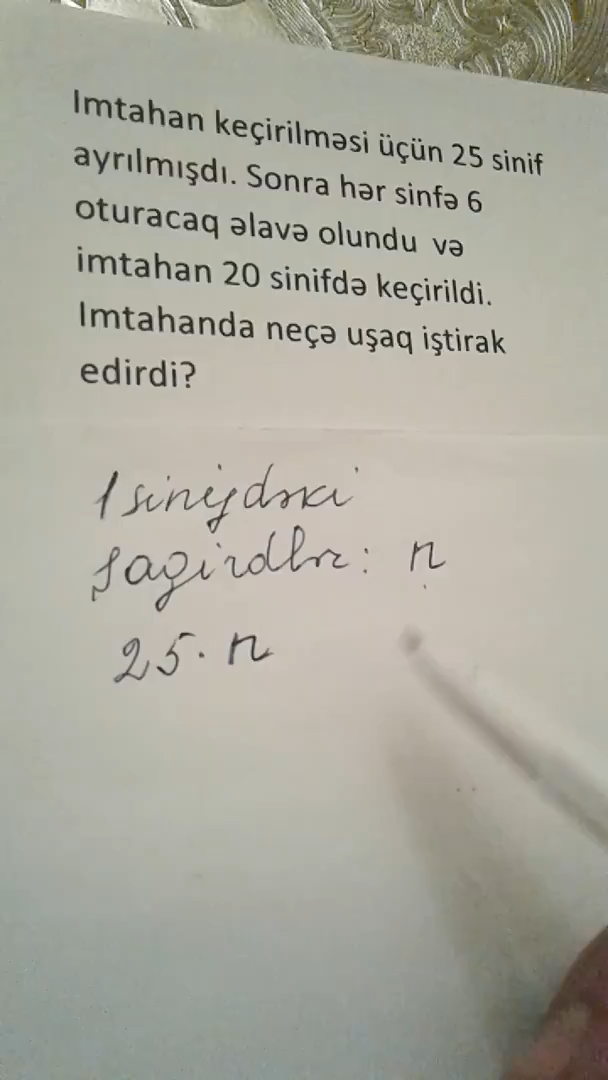 Imtahan keçirilməsi üçün 25 sinif
ayrılmışdı. Sonra hər sinfə 6
oturacaq əlavə olundu və
imtahan 20 sinifdə keçirildi.
Imtahanda neçə uşaq iştirak
edirdi?
1 sinifdəki
şagirdlər: n
25 · n